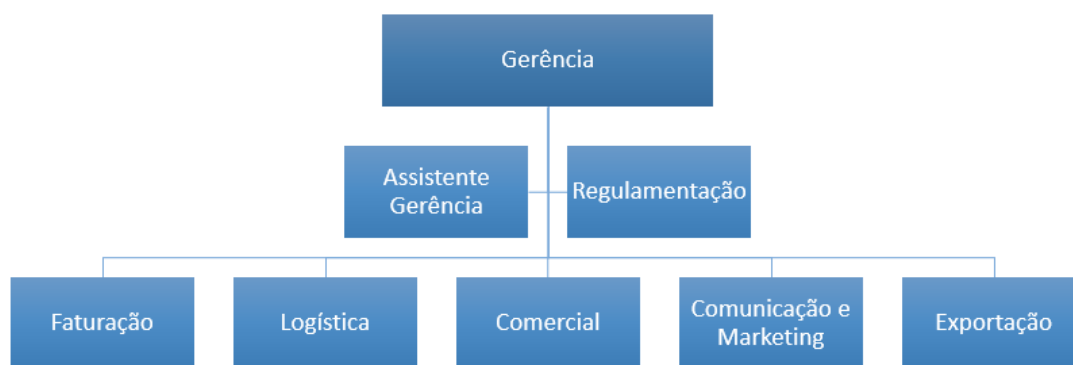 Gerência
Assistente
Gerência
Regulamentação
Faturação
Logística
Comercial
Comunicação e
Marketing
Exportação